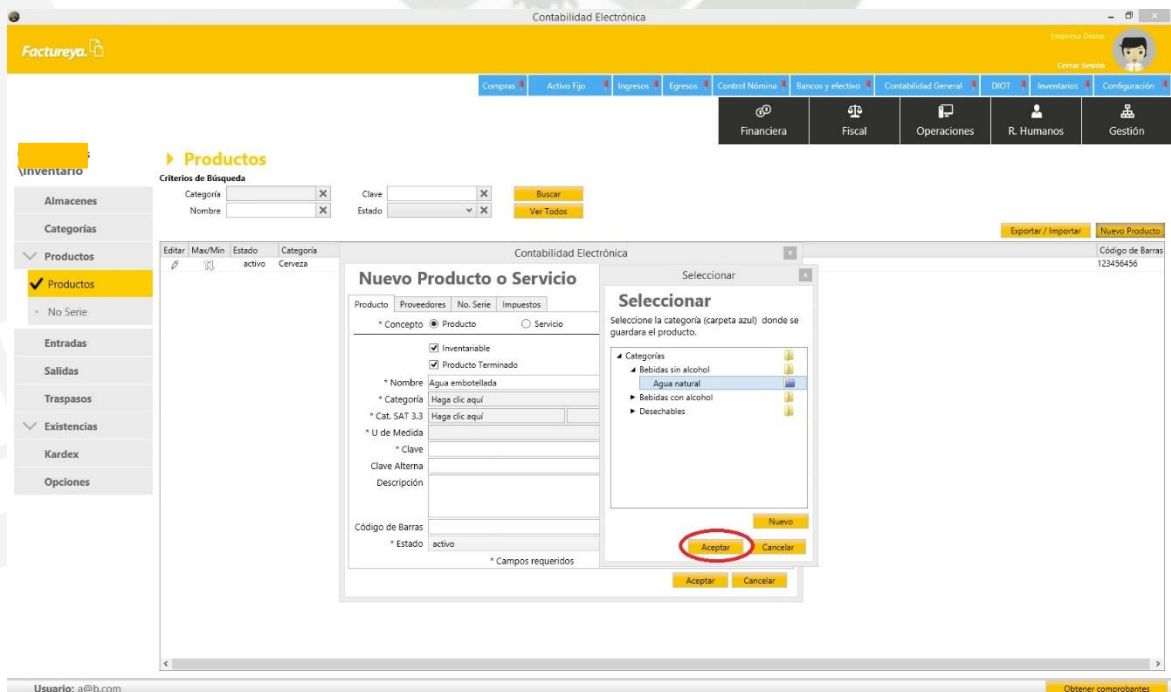 Contabilidad Electrónica
Factureya.
Empresa Demo
Cerrar Sesión
Compras Activo Fijo Ingresos Egresos Control Nómina Bancos y efectivo Contabilidad General DIOT Inventarios Configuración
Financiera Fiscal Operaciones R. Humanos Gestión
\Inventario
Almacenes
Categorías
Productos
Productos
No Serie
Entradas
Salidas
Traspasos
Existencias
Kardex
Opciones
Productos
Criterios de Búsqueda
Categoría Clave Buscar
Nombre Estado Ver Todos
Exportar / Importar Nuevo Producto
Editar Max/Min Estado Categoría Código de Barras
activo Cerveza 123456456
Contabilidad Electrónica
Nuevo Producto o Servicio
Producto Proveedores No. Serie Impuestos
* Concepto Producto Servicio
Inventariable
Producto Terminado
* Nombre Agua embotellada
* Categoría Haga clic aquí
* Cat. SAT 3.3 Haga clic aquí
* U de Medida
* Clave
Clave Alterna
Descripción
Código de Barras
* Estado activo
* Campos requeridos
Aceptar Cancelar
Seleccionar
Seleccionar
Seleccione la categoría (carpeta azul) donde se
guardara el producto.
Categorías
Bebidas sin alcohol
Agua natural
Bebidas con alcohol
Desechables
Nuevo
Aceptar Cancelar
Usuario: a@b.com
Obtener comprobantes